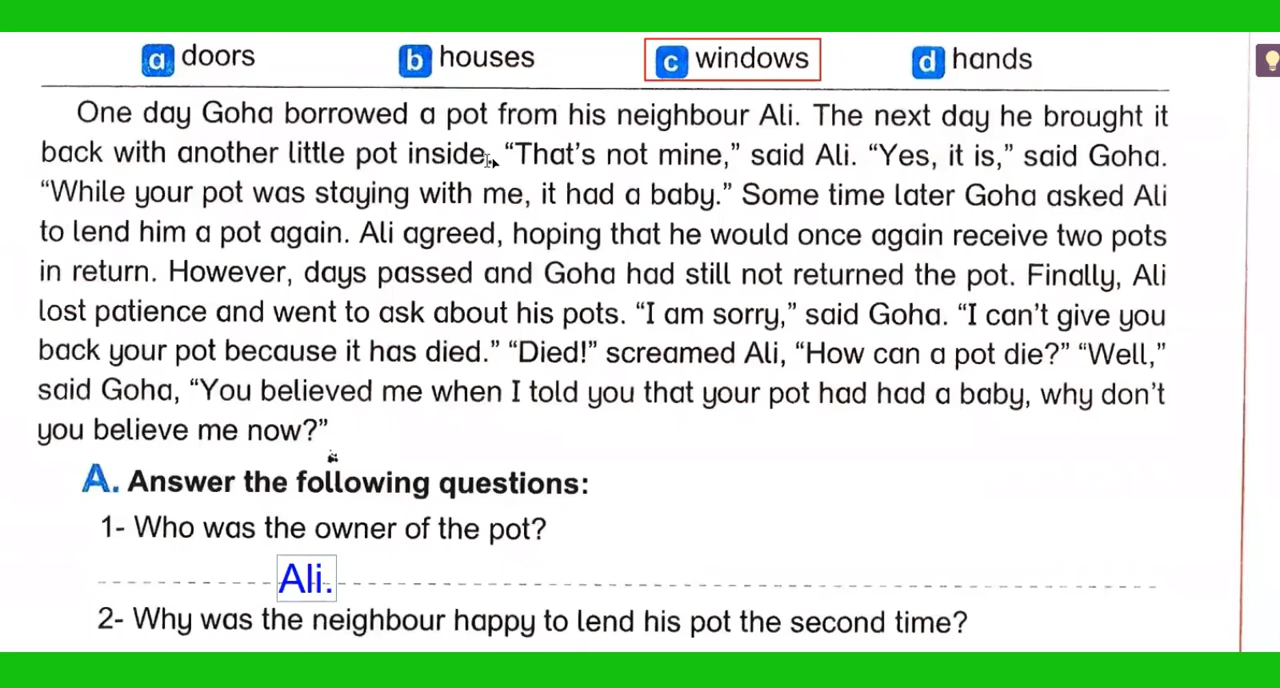 a doors b houses c windows d hands
One day Goha borrowed a pot from his neighbour Ali. The next day he brought it
back with another little pot inside. “That’s not mine,” said Ali. “Yes, it is,” said Goha.
“While your pot was staying with me, it had a baby.” Some time later Goha asked Ali
to lend him a pot again. Ali agreed, hoping that he would once again receive two pots
in return. However, days passed and Goha had still not returned the pot. Finally, Ali
lost patience and went to ask about his pots. “I am sorry,” said Goha. “I can’t give you
back your pot because it has died.” “Died!” screamed Ali, “How can a pot die?” “Well,”
said Goha, “You believed me when I told you that your pot had had a baby, why don’t
you believe me now?”
A. Answer the following questions:
1- Who was the owner of the pot?
Ali.
2- Why was the neighbour happy to lend his pot the second time?